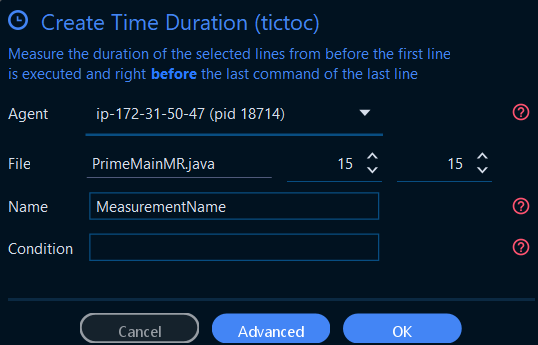 Create Time Duration (tictoc)
Measure the duration of the selected lines from before the first line
is executed and right before the last command of the last line
Agent ip-172-31-50-47 (pid 18714) ?
File PrimeMainMR.java 15 15
Name MeasurementName ?
Condition ?
Cancel Advanced OK